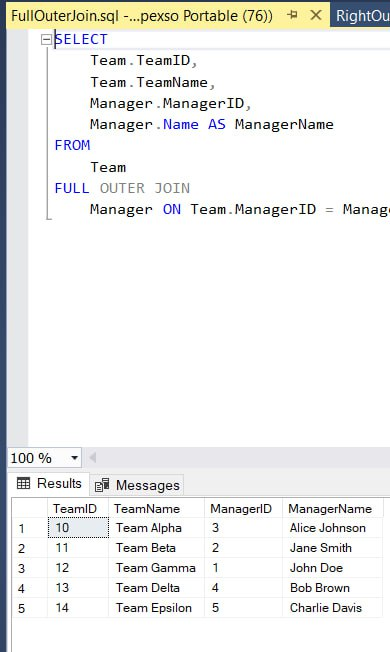 FullOuterJoin.sql -...pexso Portable (76))
RightOu
SELECT
Team.TeamID,
Team.TeamName,
Manager.ManagerID,
Manager.Name AS ManagerName
FROM
Team
FULL OUTER JOIN
Manager ON Team.ManagerID = Manag
100 %
Results Messages
TeamID TeamName ManagerID ManagerName
1 10 Team Alpha 3 Alice Johnson
2 11 Team Beta 2 Jane Smith
3 12 Team Gamma 1 John Doe
4 13 Team Delta 4 Bob Brown
5 14 Team Epsilon 5 Charlie Davis